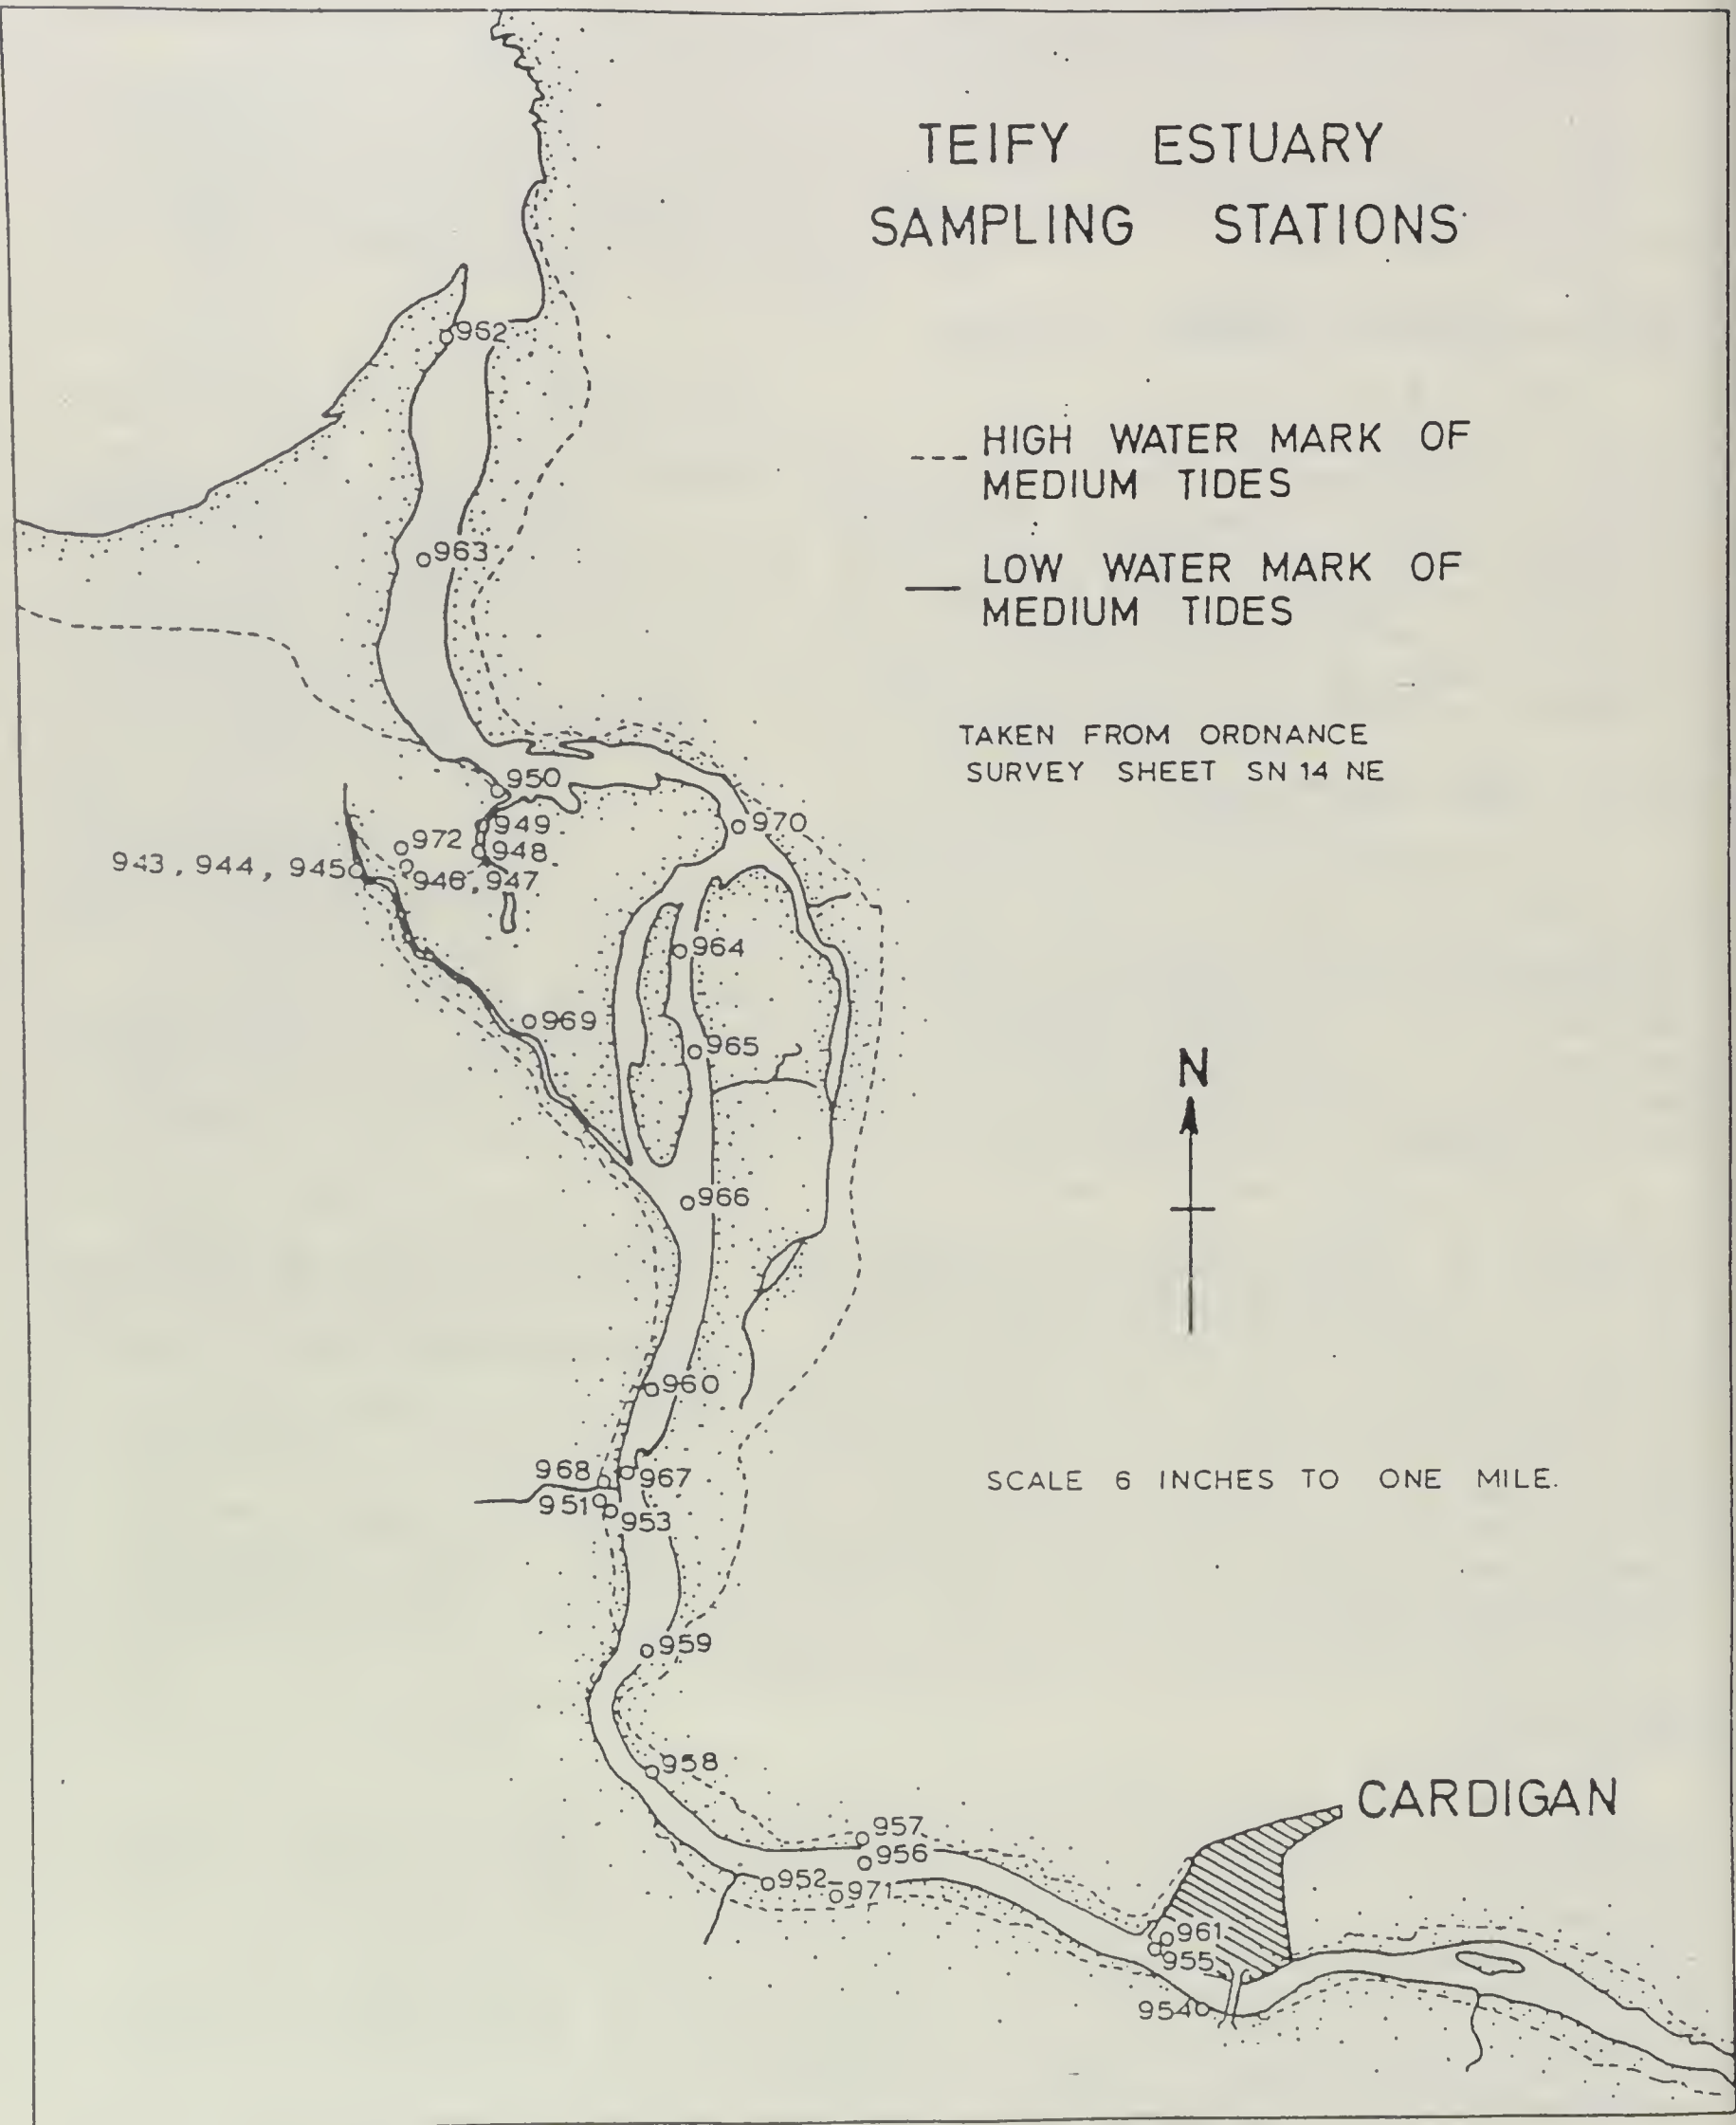 TEIFY ESTUARY
SAMPLING STATIONS
962
HIGH WATER MARK OF
MEDIUM TIDES
963
LOW WATER MARK OF
MEDIUM TIDES
TAKEN FROM ORDNANCE
SURVEY SHEET SN 14 NE
950
949
970
972
948
943, 944, 945
946, 947
964
969
965
N
966
960
968
967
SCALE 6 INCHES TO ONE MILE.
951
953
959
958
CARDIGAN
957
956
952
971
961
955
954